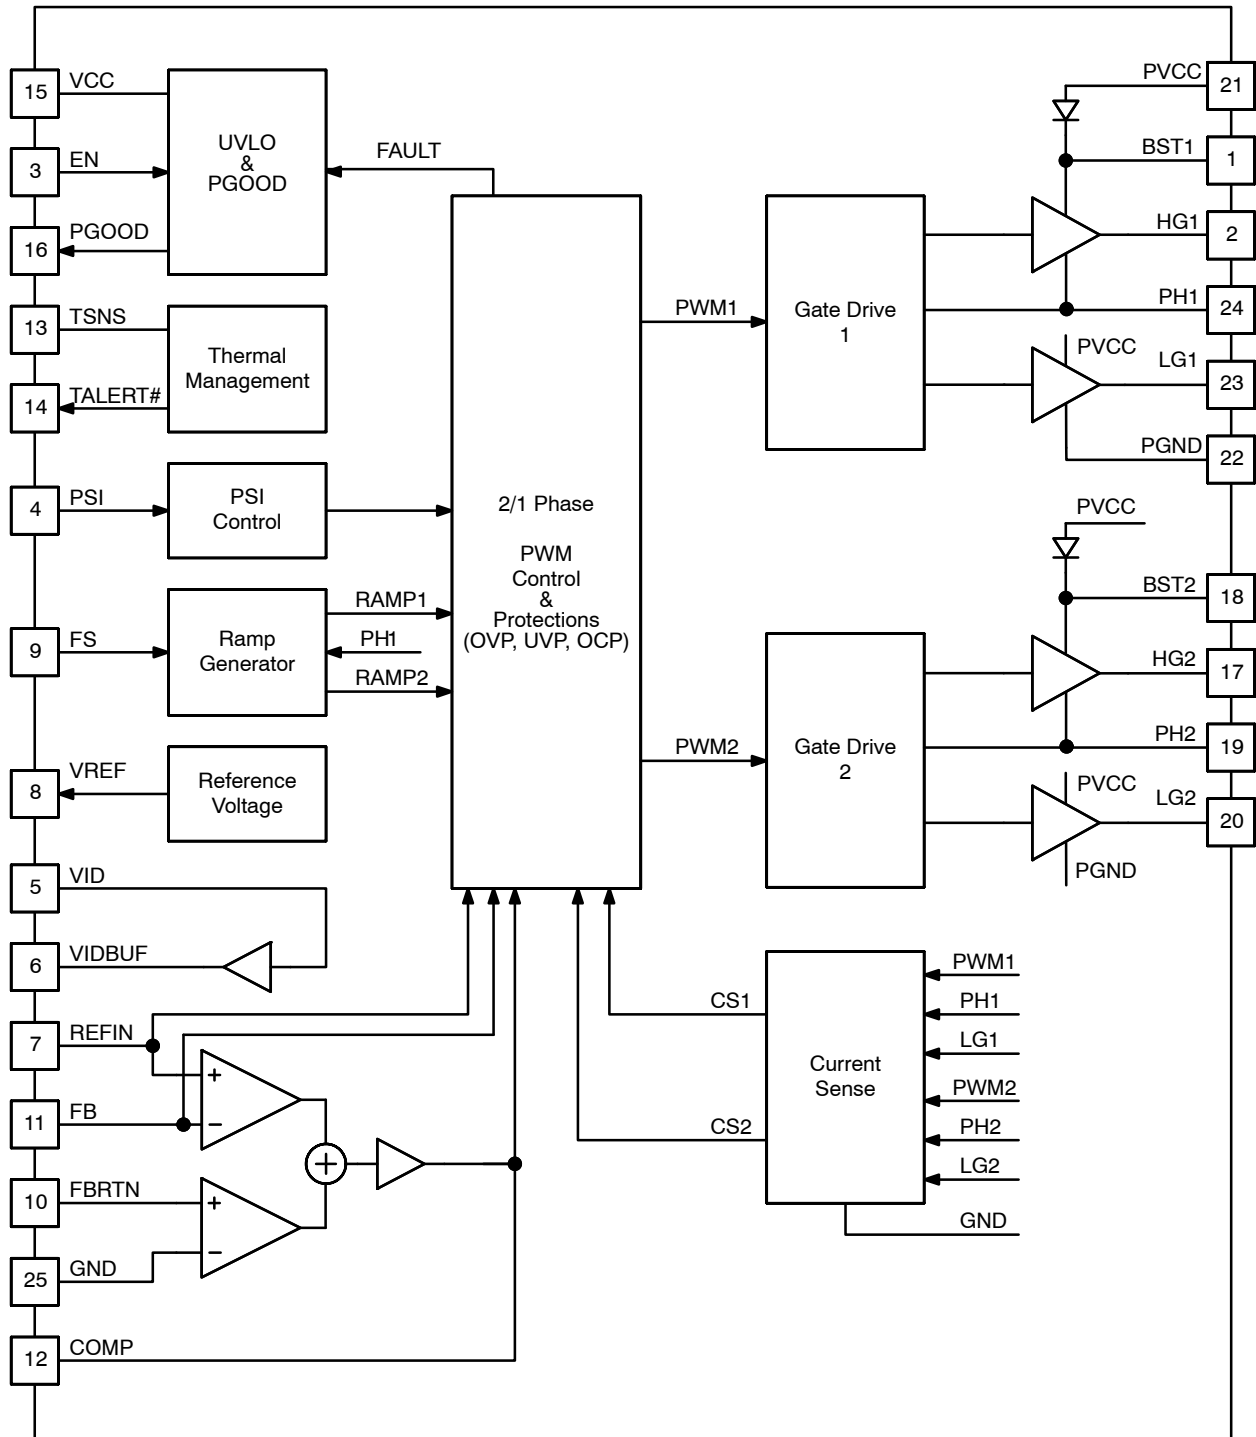 15
VCC
3
EN
16
PGOOD
UVLO
&
PGOOD
FAULT
13
TSNS
14
TALERT#
Thermal
Management
4
PSI
PSI
Control
9
FS
Ramp
Generator
RAMP1
PH1
RAMP2
8
VREF
Reference
Voltage
5
VID
6
VIDBUF
7
REFIN
11
FB
10
FBRTN
25
GND
12
COMP
+
−
+
−
+
2/1 Phase
PWM
Control
&
Protections
(OVP, UVP, OCP)
PWM1
PWM2
CS1
CS2
Gate Drive
1
Gate Drive
2
Current
Sense
PWM1
PH1
LG1
PWM2
PH2
LG2
GND
PVCC
21
BST1
1
HG1
2
PH1
24
PVCC
LG1
23
PGND
22
PVCC
BST2
18
HG2
17
PH2
19
PVCC
LG2
20
PGND